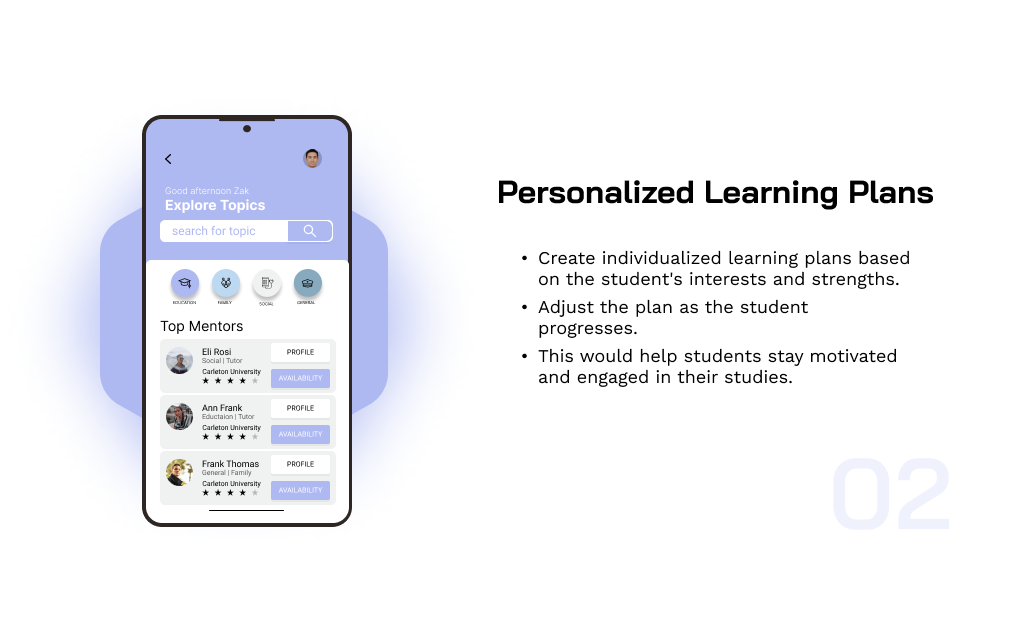 Good afternoon Zak
Explore Topics
search for topic
EDUCATION
FAMILY
SOCIAL
GENERAL
Top Mentors
Eli Rosi
Social | Tutor
Carleton University
PROFILE
AVAILABILITY
Ann Frank
Eductaion | Tutor
Carleton University
PROFILE
AVAILABILITY
Frank Thomas
General | Family
Carleton University
PROFILE
AVAILABILITY
Personalized Learning Plans
• Create individualized learning plans based
on the student's interests and strengths.
• Adjust the plan as the student
progresses.
• This would help students stay motivated
and engaged in their studies.
02